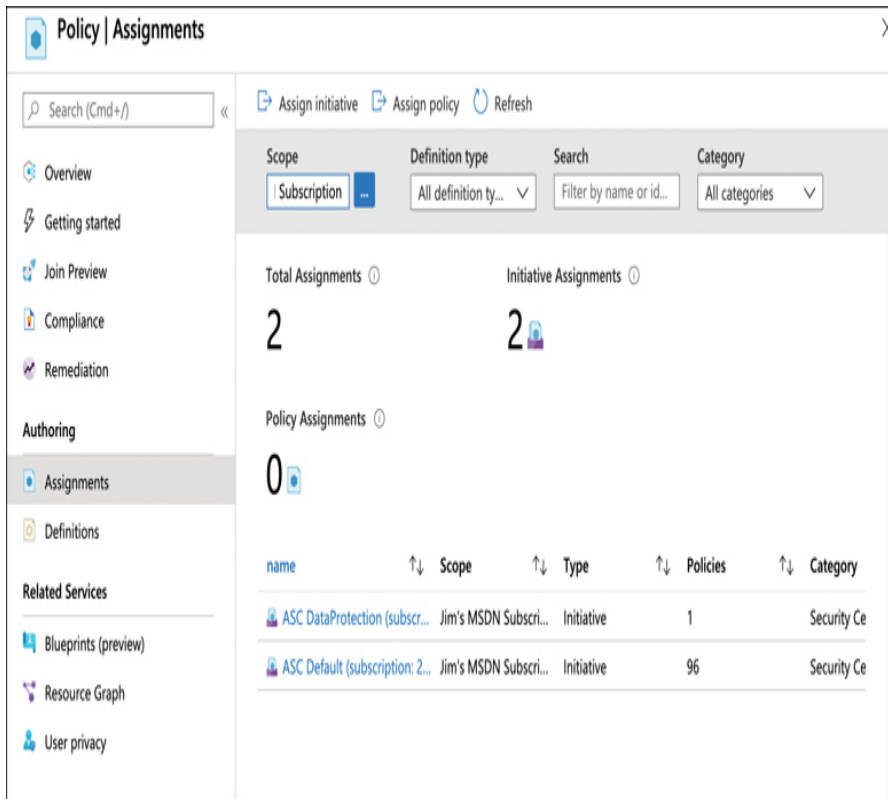 Policy | Assignments
Search (Cmd+/)
«
Overview
Getting started
Join Preview
Compliance
Remediation
Authoring
Assignments
Definitions
Related Services
Blueprints (preview)
Resource Graph
User privacy
Assign initiative Assign policy Refresh
Scope Definition type Search Category
Subscription ... All definition ty... Filter by name or id... All categories
Total Assignments Initiative Assignments
2 2
Policy Assignments
0
name Scope Type Policies Category
ASC DataProtection (subscr... Jim's MSDN Subscri... Initiative 1 Security Ce
ASC Default (subscription: 2... Jim's MSDN Subscri... Initiative 96 Security Ce